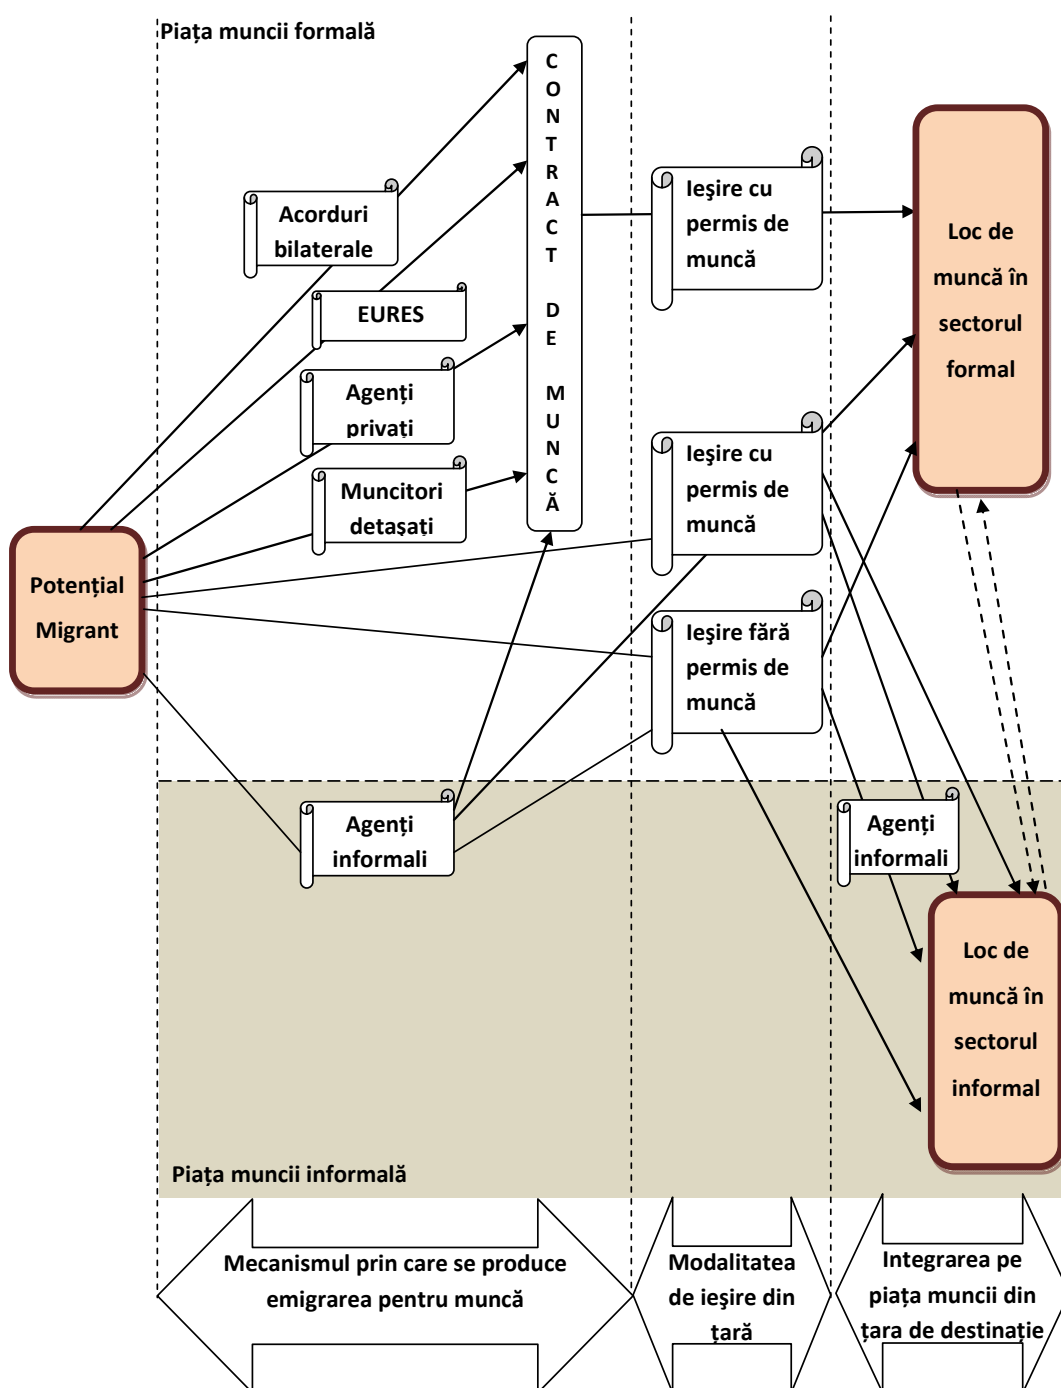 Piața muncii formală
CONTRACT DE MUNCĂ
Acorduri
bilaterale
EURES
Agenți
privați
Muncitori
detașați
Ieşire cu
permis de
muncă
Loc de
muncă în
sectorul
formal
Ieşire cu
permis de
muncă
Potențial
Migrant
Ieşire fără
permis de
muncă
Agenți
informali
Agenți
informali
Loc de
muncă în
sectorul
informal
Piața muncii informală
Mecanismul prin care se produce
emigrarea pentru muncă
Modalitatea
de ieşire din
țară
Integrarea pe
piața muncii din
țara de destinație